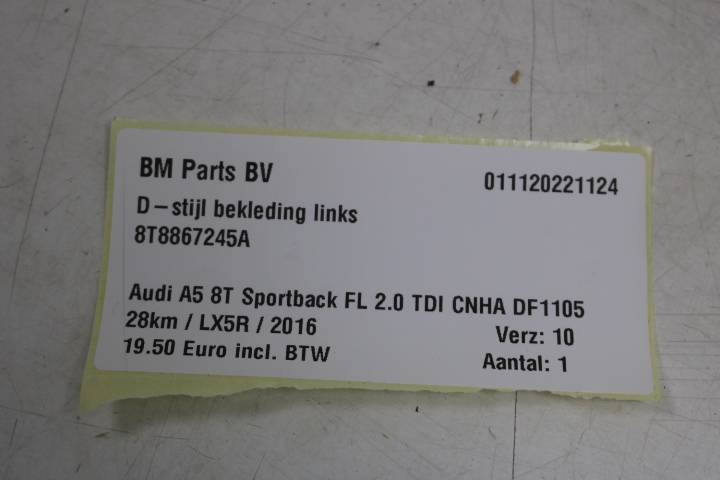 BM Parts BV 011120221124
D-stijl bekleding links
8T8867245A
Audi A5 8T Sportback FL 2.0 TDI CNHA DF1105
28km / LX5R / 2016 Verz: 10
19.50 Euro incl. BTW Aantal: 1